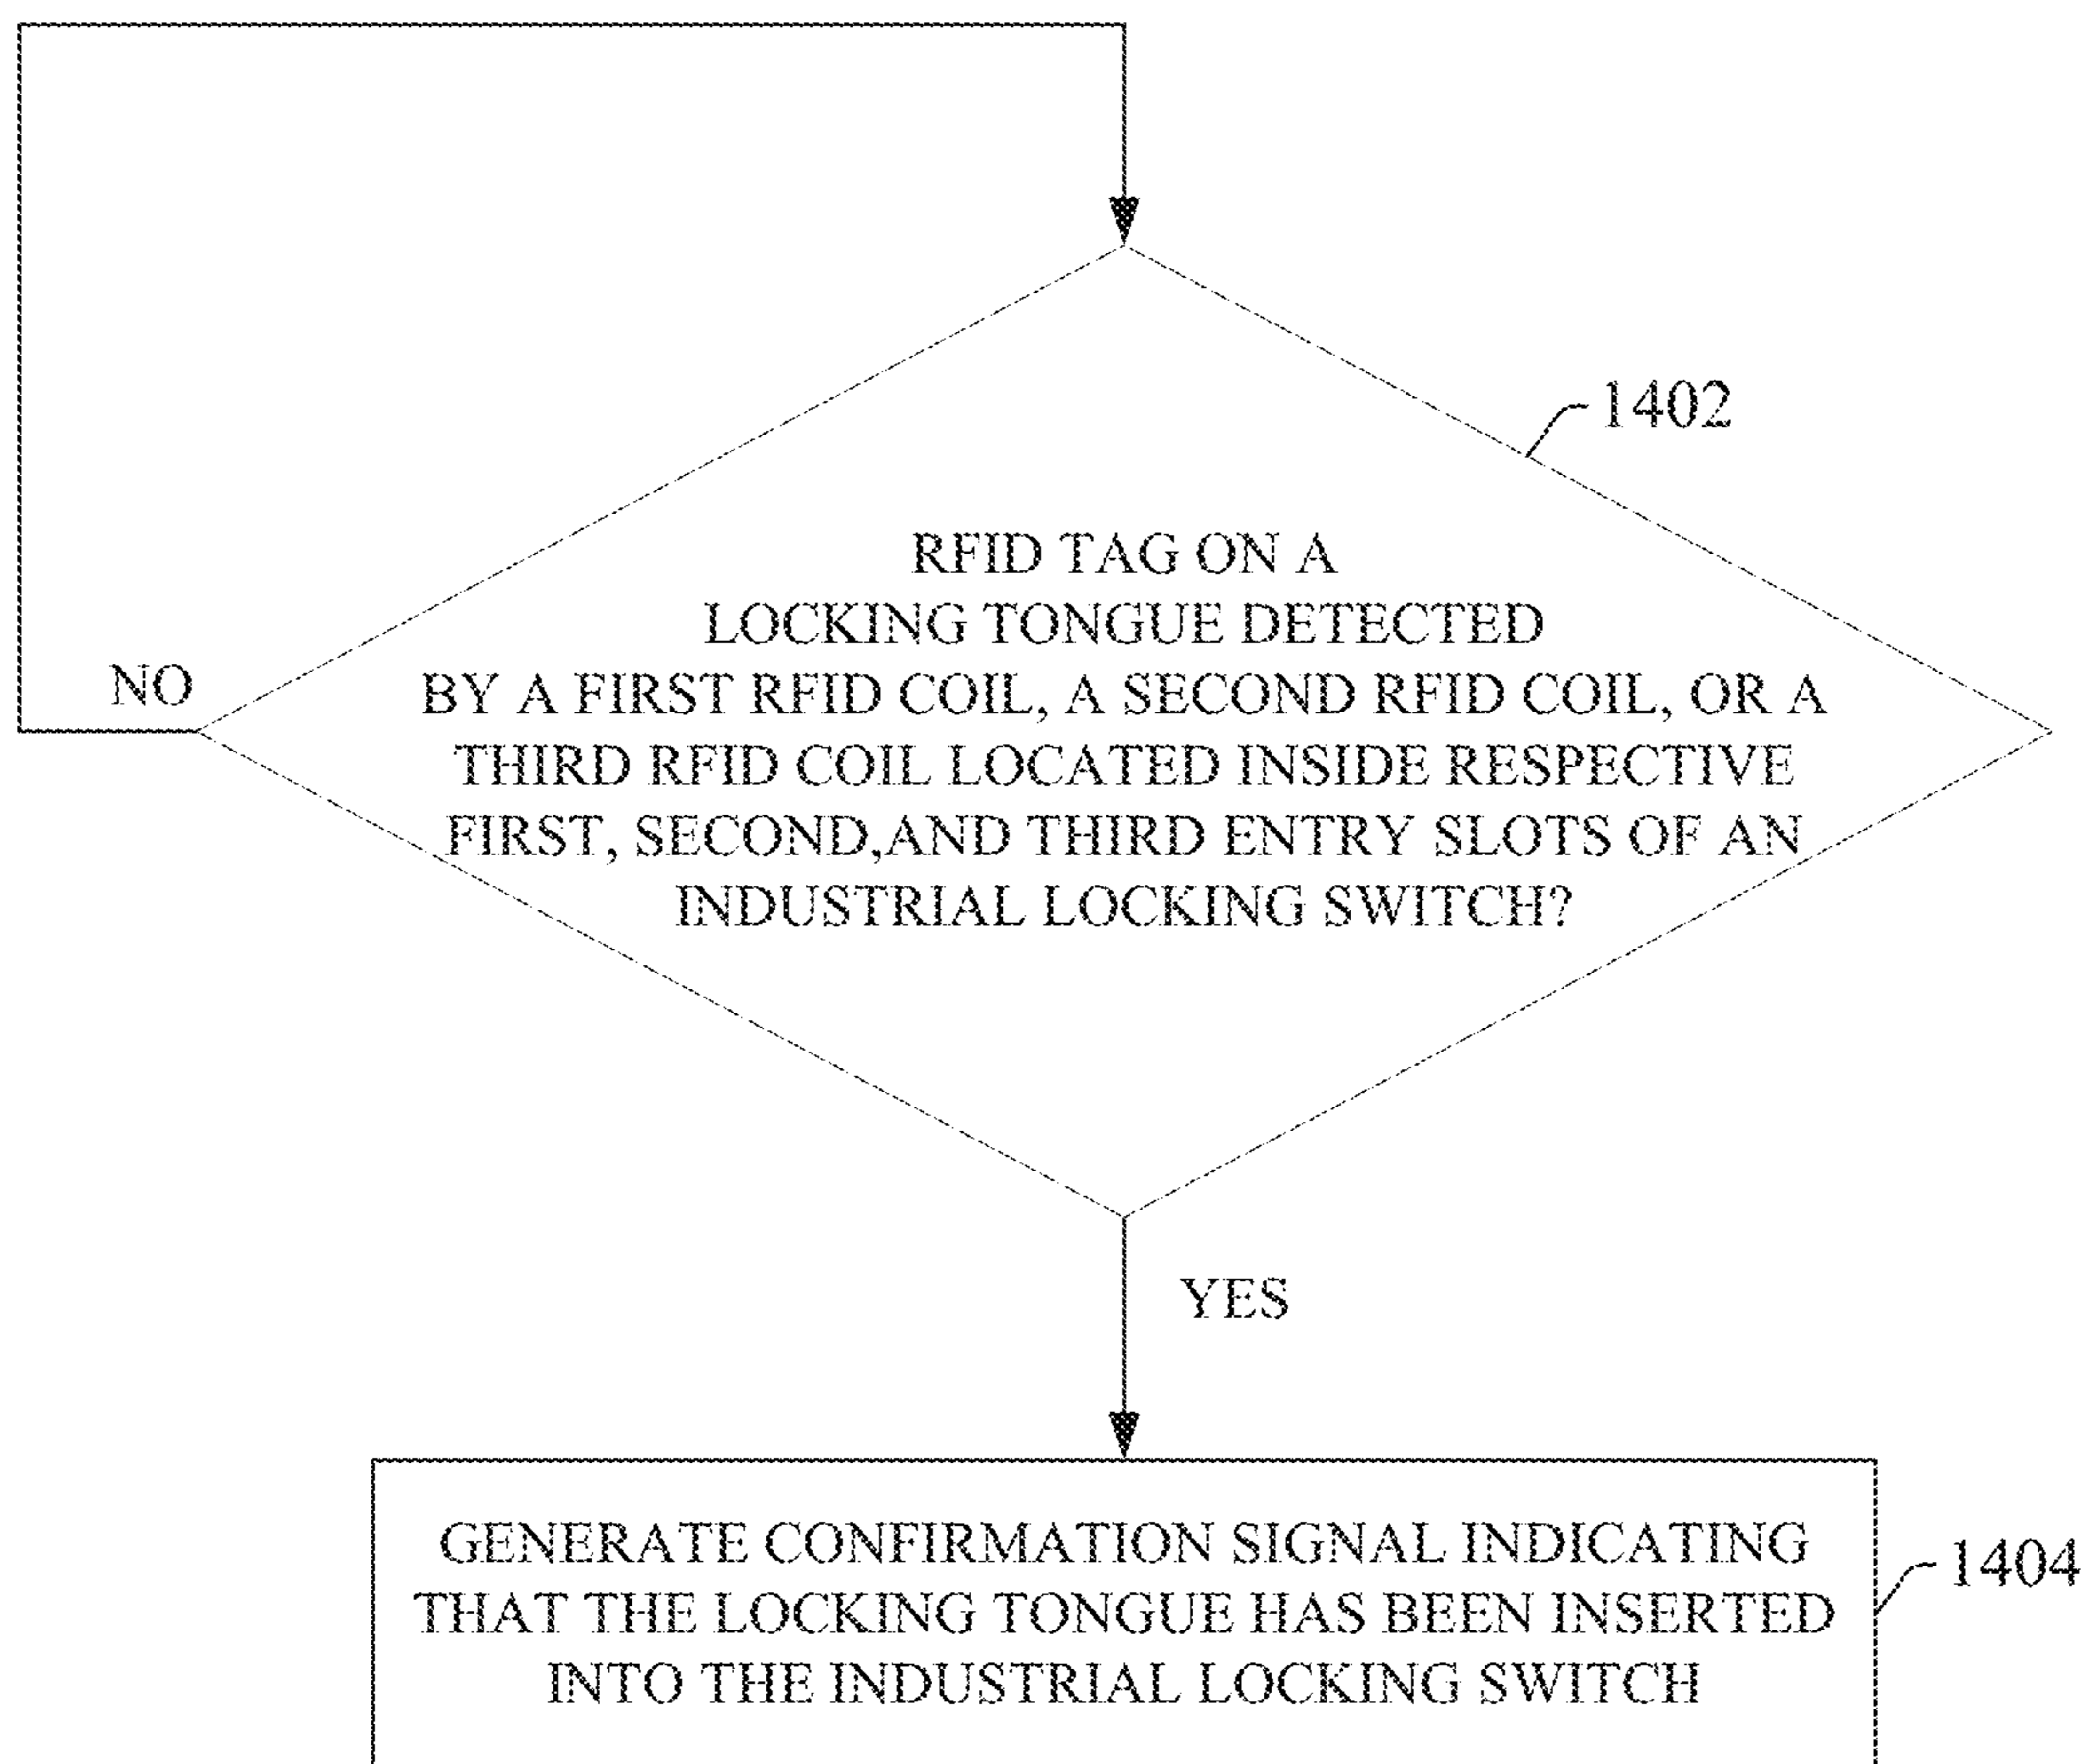 1402
RFID TAG ON A
LOCKING TONGUE DETECTED
BY A FIRST RFID COIL, A SECOND RFID COIL, OR A
THIRD RFID COIL LOCATED INSIDE RESPECTIVE
FIRST, SECOND,AND THIRD ENTRY SLOTS OF AN
INDUSTRIAL LOCKING SWITCH?
NO
YES
GENERATE CONFIRMATION SIGNAL INDICATING
THAT THE LOCKING TONGUE HAS BEEN INSERTED
INTO THE INDUSTRIAL LOCKING SWITCH
1404